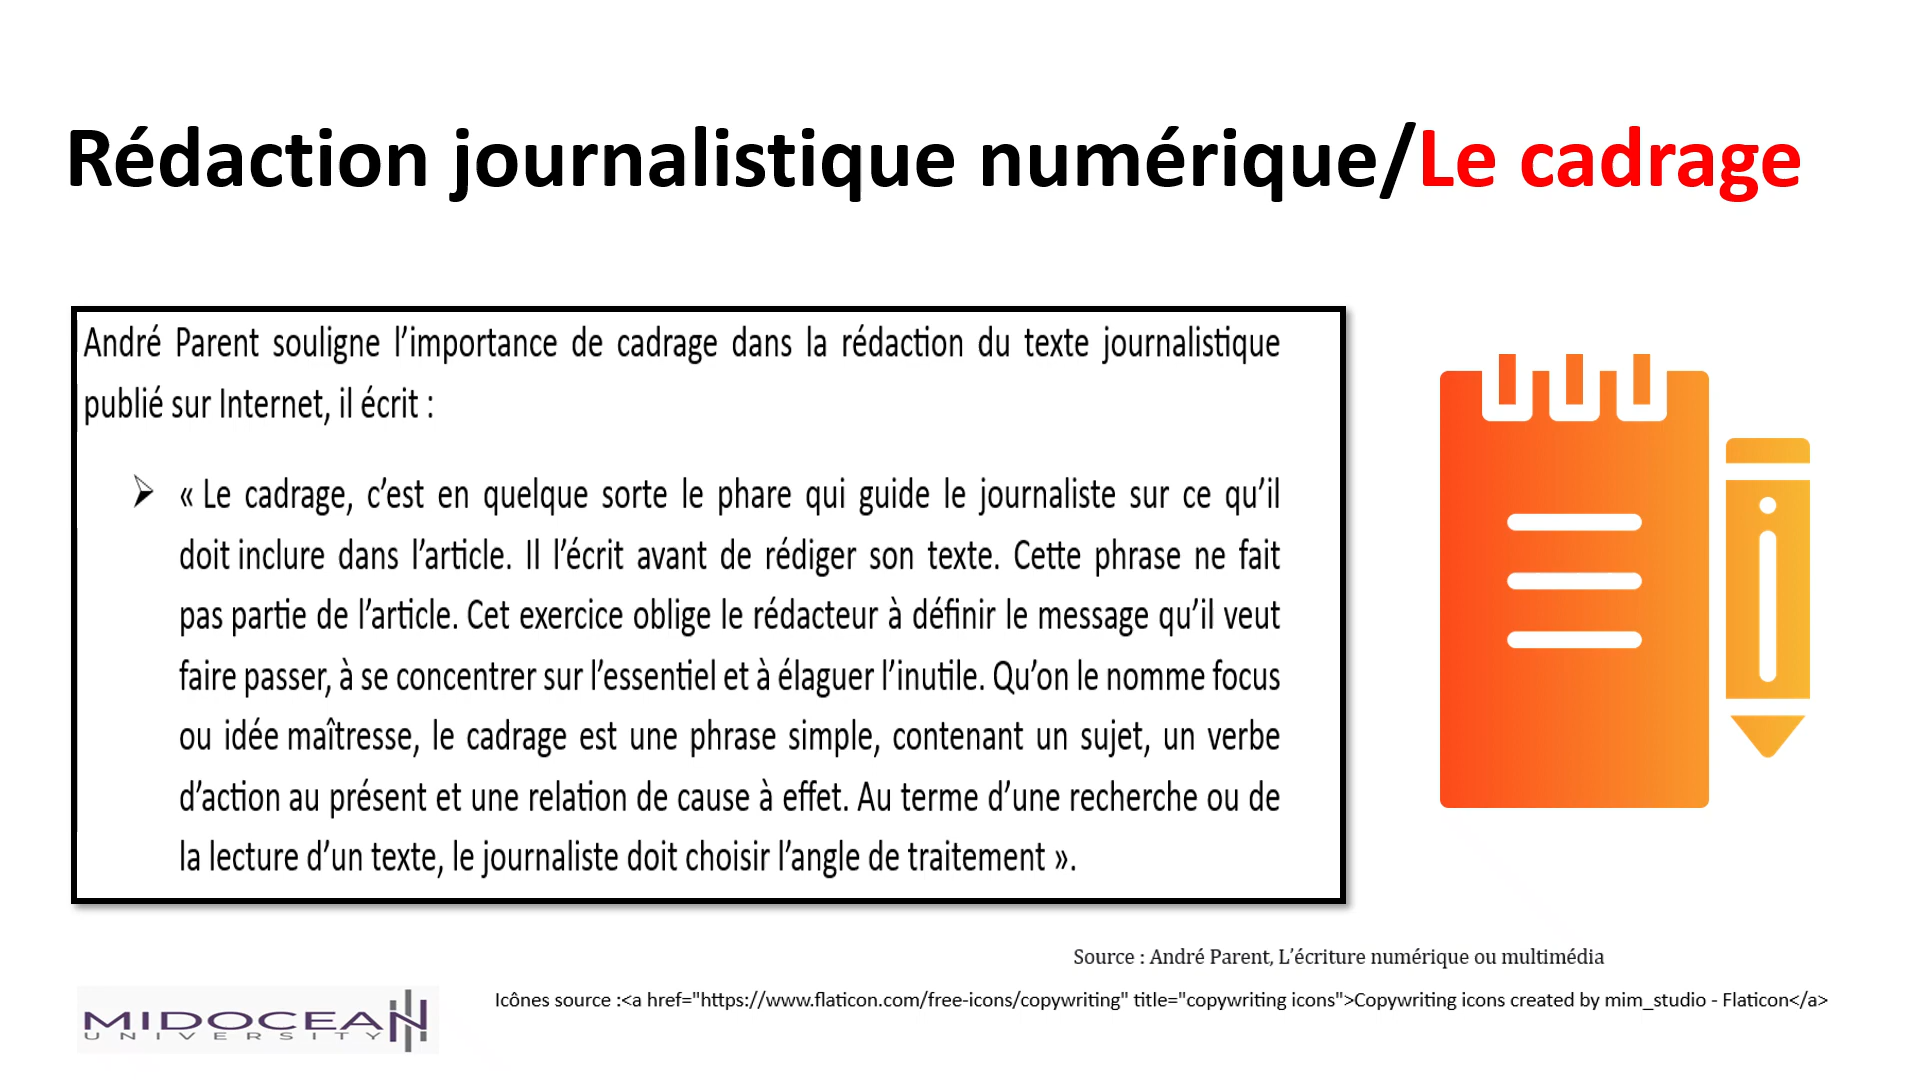 Rédaction journalistique numérique/Le cadrage
André Parent souligne l’importance de cadrage dans la rédaction du texte journalistique
publié sur Internet, il écrit :
➢ « Le cadrage, c’est en quelque sorte le phare qui guide le journaliste sur ce qu’il
doit inclure dans l’article. Il l’écrit avant de rédiger son texte. Cette phrase ne fait
pas partie de l’article. Cet exercice oblige le rédacteur à définir le message qu’il veut
faire passer, à se concentrer sur l’essentiel et à élaguer l’inutile. Qu’on le nomme focus
ou idée maîtresse, le cadrage est une phrase simple, contenant un sujet, un verbe
d’action au présent et une relation de cause à effet. Au terme d’une recherche ou de
la lecture d’un texte, le journaliste doit choisir l’angle de traitement ».
Source : André Parent, L’écriture numérique ou multimédia
Icônes source :<a href="https://www.flaticon.com/free-icons/copywriting" title="copywriting icons">Copywriting icons created by mim_studio - Flaticon</a>
MIDOCEAN
UNIVERSITY